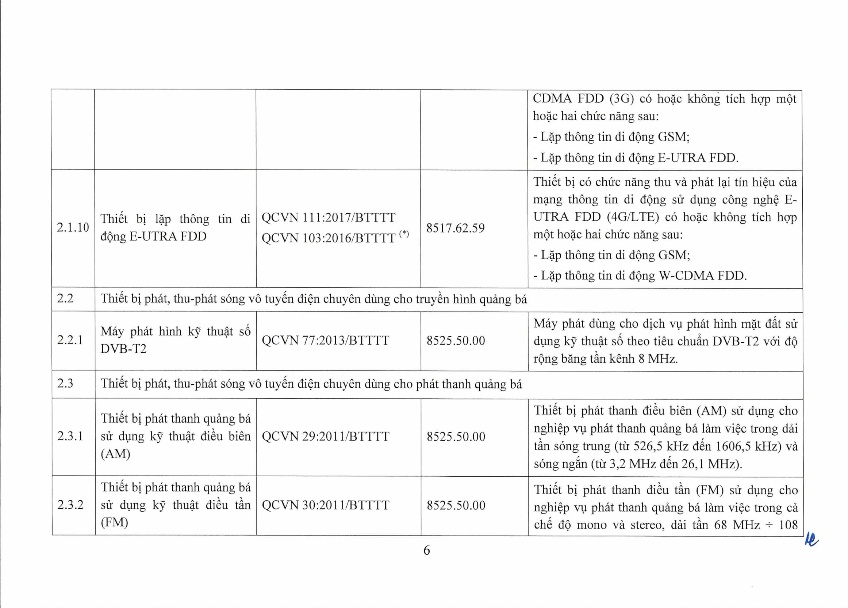 CDMA FDD (3G) có hoặc không tích hợp một
hoặc hai chức năng sau:
- Lặp thông tin di động GSM;
- Lặp thông tin di động E-UTRA FDD.
2.1.10
Thiết bị lặp thông tin di
động E-UTRA FDD
QCVN 111:2017/BTTTT
QCVN 103:2016/BTTTT (*)
8517.62.59
Thiết bị có chức năng thu và phát lại tín hiệu của
mạng thông tin di động sử dụng công nghệ E-
UTRA FDD (4G/LTE) có hoặc không tích hợp
một hoặc hai chức năng sau:
- Lặp thông tin di động GSM;
- Lặp thông tin di động W-CDMA FDD.
2.2 Thiết bị phát, thu-phát sóng vô tuyến điện chuyên dùng cho truyền hình quảng bá
2.2.1
Máy phát hình kỹ thuật số
DVB-T2
QCVN 77:2013/BTTTT
8525.50.00
Máy phát dùng cho dịch vụ phát hình mặt đất sử
dụng kỹ thuật số theo tiêu chuẩn DVB-T2 với độ
rộng băng tần kênh 8 MHz.
2.3 Thiết bị phát, thu-phát sóng vô tuyến điện chuyên dùng cho phát thanh quảng bá
2.3.1
Thiết bị phát thanh quảng bá
sử dụng kỹ thuật điều biên
(AM)
QCVN 29:2011/BTTTT
8525.50.00
Thiết bị phát thanh điều biên (AM) sử dụng cho
nghiệp vụ phát thanh quảng bá làm việc trong dải
tần sóng trung (từ 526,5 kHz đến 1606,5 kHz) và
sóng ngắn (từ 3,2 MHz đến 26,1 MHz).
2.3.2
Thiết bị phát thanh quảng bá
sử dụng kỹ thuật điều tần
(FM)
QCVN 30:2011/BTTTT
8525.50.00
Thiết bị phát thanh điều tần (FM) sử dụng cho
nghiệp vụ phát thanh quảng bá làm việc trong cả
chế độ mono và stereo, dải tần 68 MHz ÷ 108
6